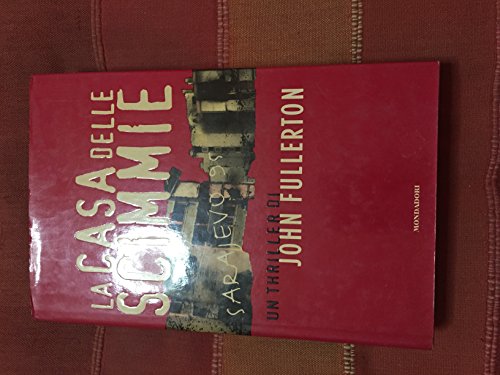 LA CASA
DELLE
SCIMMIE
SARAJEVO 95
UN THRILLER DI
JOHN FULLERTON
MONDADORI